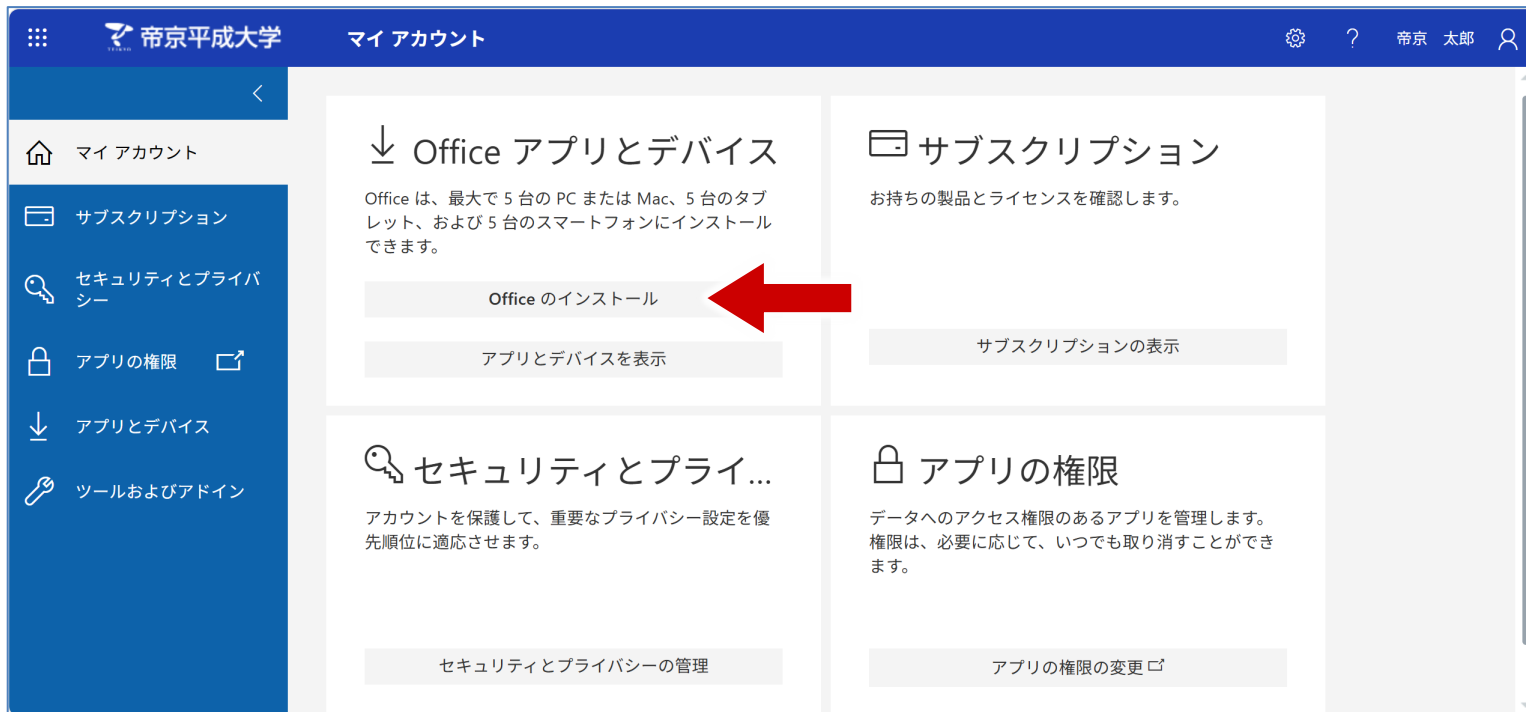 帝京平成大学
マイ アカウント
?
帝京 太郎
マイ アカウント
サブスクリプション
セキュリティとプライバ
シー
アプリの権限
アプリとデバイス
ツールおよびアドイン
Office アプリとデバイス
Office は、最大で 5 台の PC または Mac、5 台のタブ
レット、および 5 台のスマートフォンにインストール
できます。
Office のインストール
アプリとデバイスを表示
サブスクリプション
お持ちの製品とライセンスを確認します。
サブスクリプションの表示
セキュリティとプライ...
アカウントを保護して、重要なプライバシー設定を優
先順位に適応させます。
セキュリティとプライバシーの管理
アプリの権限
データへのアクセス権限のあるアプリを管理します。
権限は、必要に応じて、いつでも取り消すことができ
ます。
アプリの権限の変更